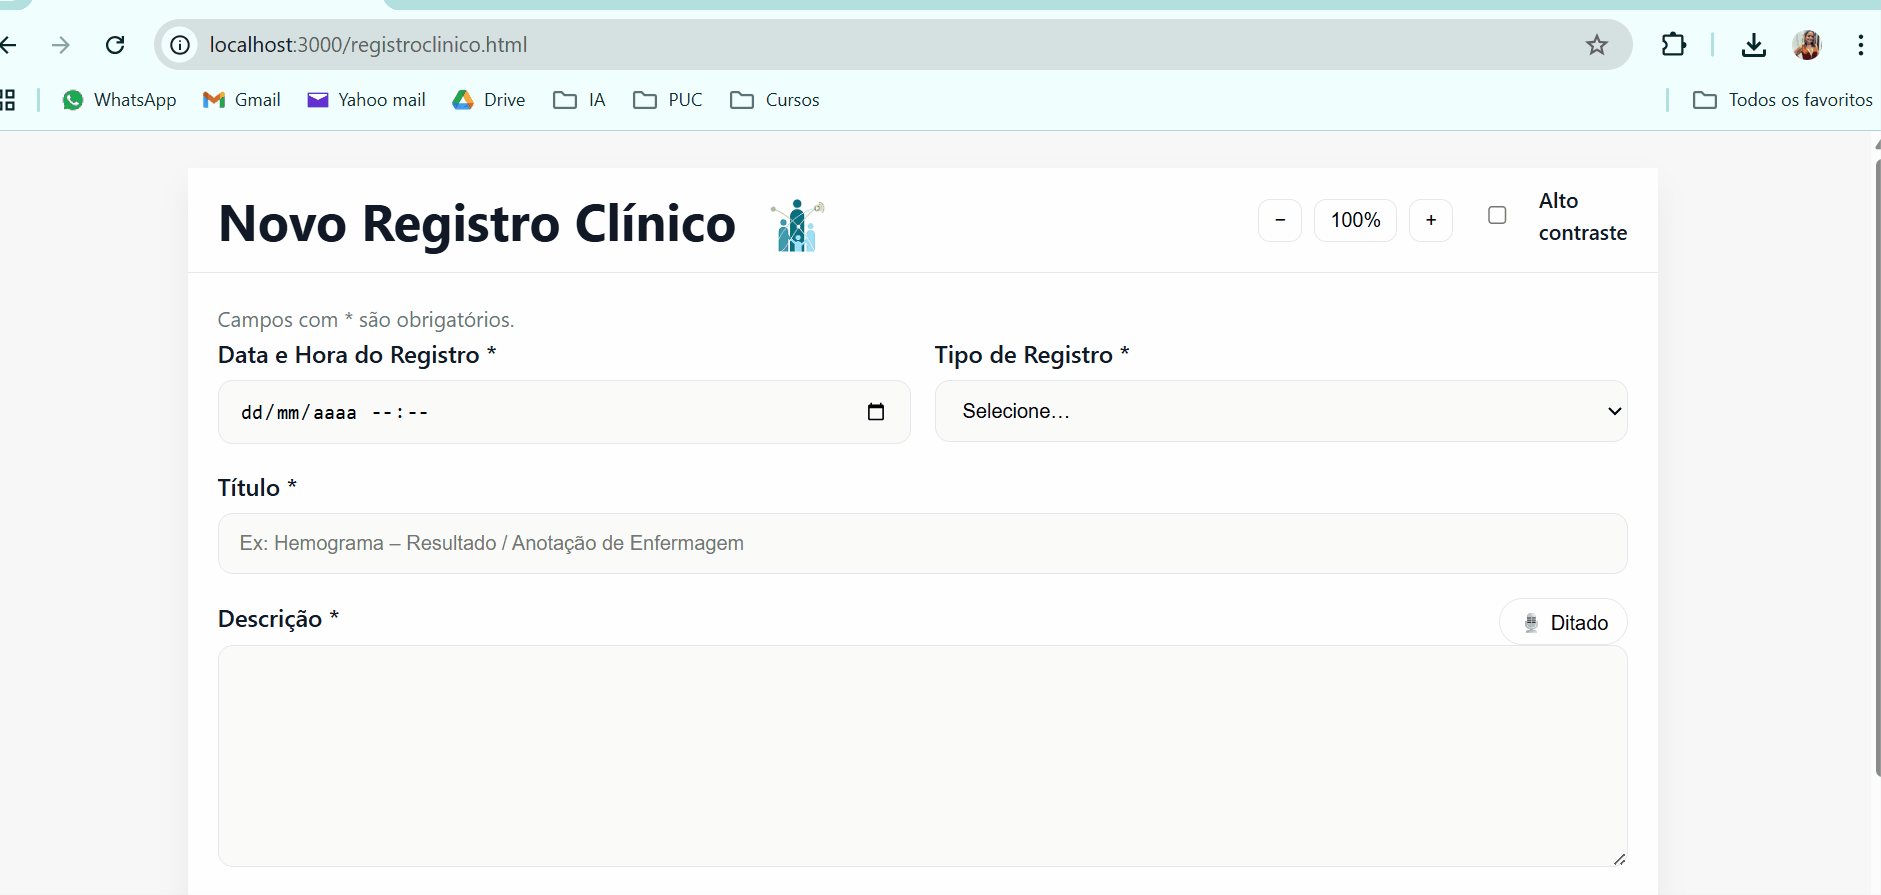 localhost:3000/registroclinico.html
WhatsApp Gmail Yahoo mail Drive IA PUC Cursos Todos os favoritos
Novo Registro Clínico
− 100% +
Alto
contraste
Campos com * são obrigatórios.
Data e Hora do Registro *
Tipo de Registro *
dd/mm/aaaa --:--
Selecione…
Título *
Ex: Hemograma – Resultado / Anotação de Enfermagem
Descrição *
Ditado